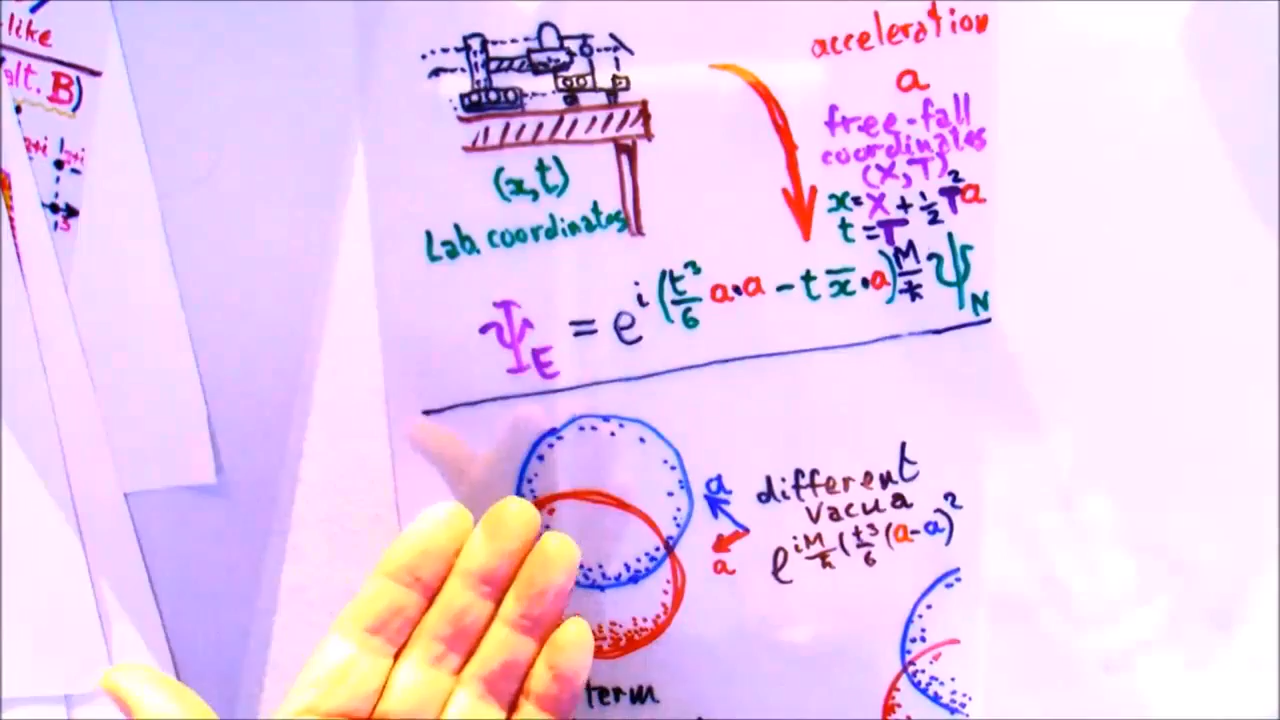 -like
alt. B)
acceleration
a
free-fall
coordinates
(X,T)
x=X+½T²a
t=T
(x,t)
Lab. coordinates
Ψ_E = e^{i(t³/6 a·a - t x̄·a)M/ħ} ψ_N
a
a
different
vacua
e^{iM/ħ(t³/6(a-a)²
term